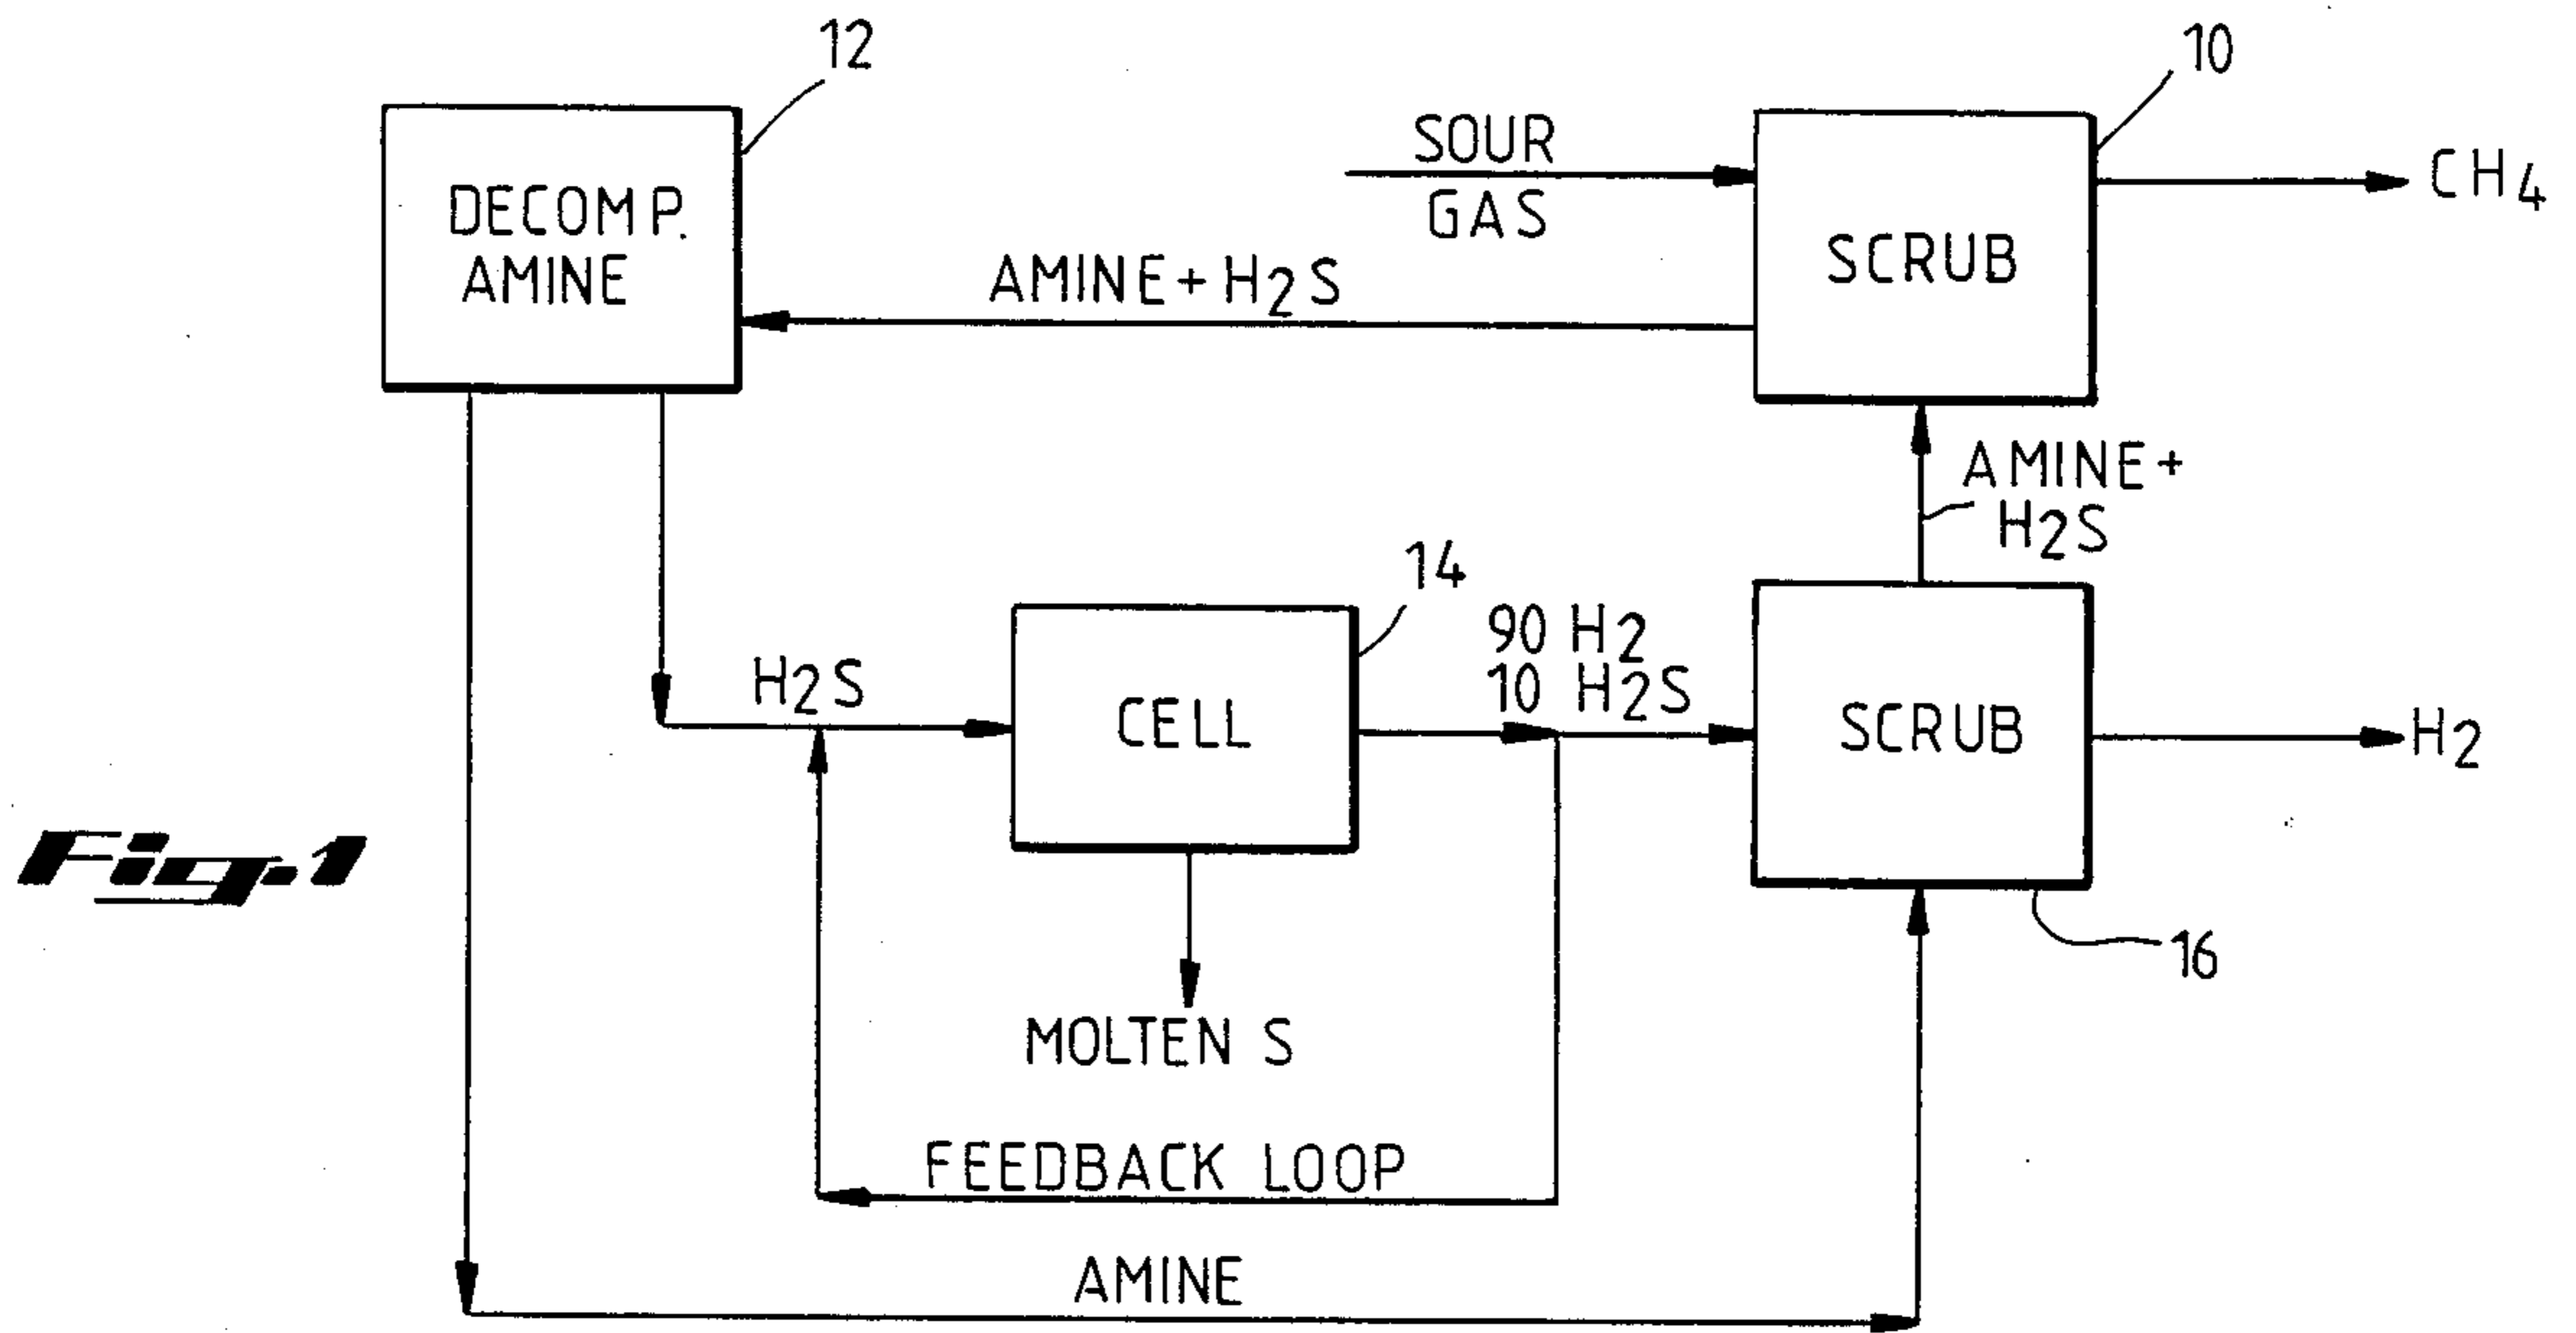 12
10
SOUR
GAS
CH4
DECOMP.
AMINE
AMINE + H2S
SCRUB
AMINE +
H2S
14
90 H2
10 H2S
H2S
CELL
SCRUB
H2
Fig.1
16
MOLTEN S
FEEDBACK LOOP
AMINE